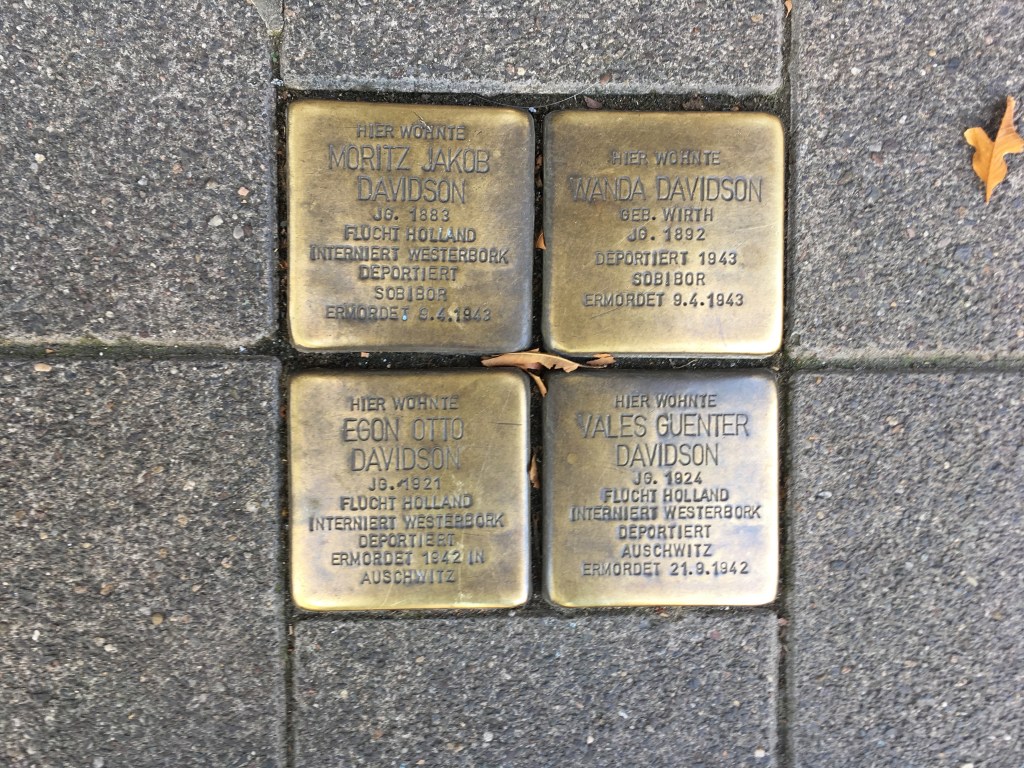 HIER WOHNTE
MORITZ JAKOB
DAVIDSON
JG. 1883
FLUCHT HOLLAND
INTERNIERT WESTERBORK
DEPORTIERT
SOBIBOR
ERMORDET 9.4.1943
HIER WOHNTE
WANDA DAVIDSON
GEB. WIRTH
JG. 1892
DEPORTIERT 1943
SOBIBOR
ERMORDET 9.4.1943
HIER WOHNTE
EGON OTTO
DAVIDSON
JG. 1921
FLUCHT HOLLAND
INTERNIERT WESTERBORK
DEPORTIERT
ERMORDET 1942 IN
AUSCHWITZ
HIER WOHNTE
VALES GUENTER
DAVIDSON
JG. 1924
FLUCHT HOLLAND
INTERNIERT WESTERBORK
DEPORTIERT
AUSCHWITZ
ERMORDET 21.9.1942